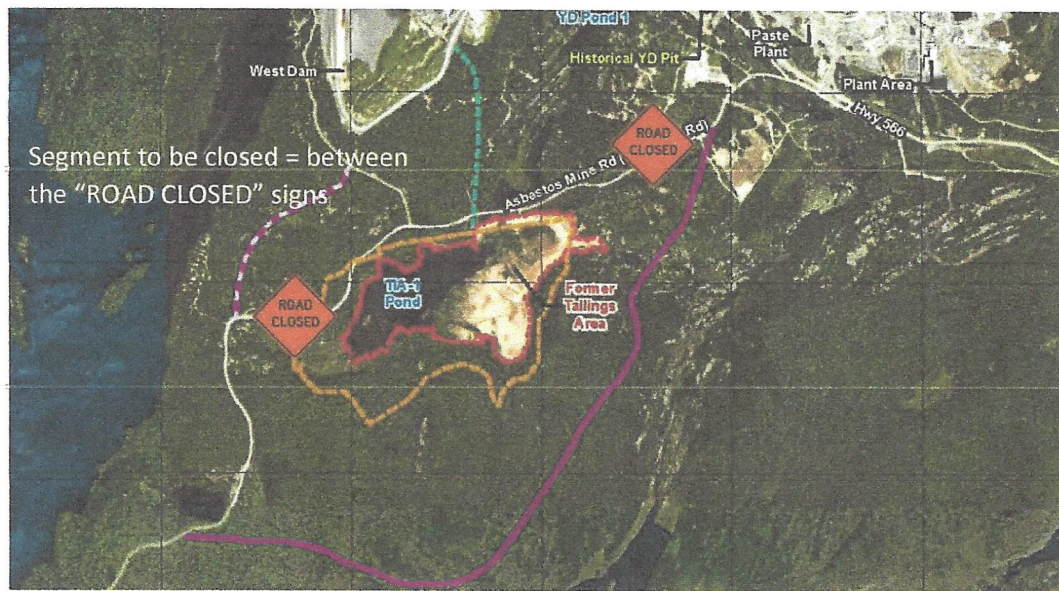 YD Pond 1
Paste
Plant
Historical YD Pit
West Dam
Plant Area
ROAD
CLOSED
Rd)
Hwy 566
Segment to be closed = between
the “ROAD CLOSED” signs
Asbastos Mine Rd (
TIA-1
Pond
Former
Tailings
Area
ROAD
CLOSED